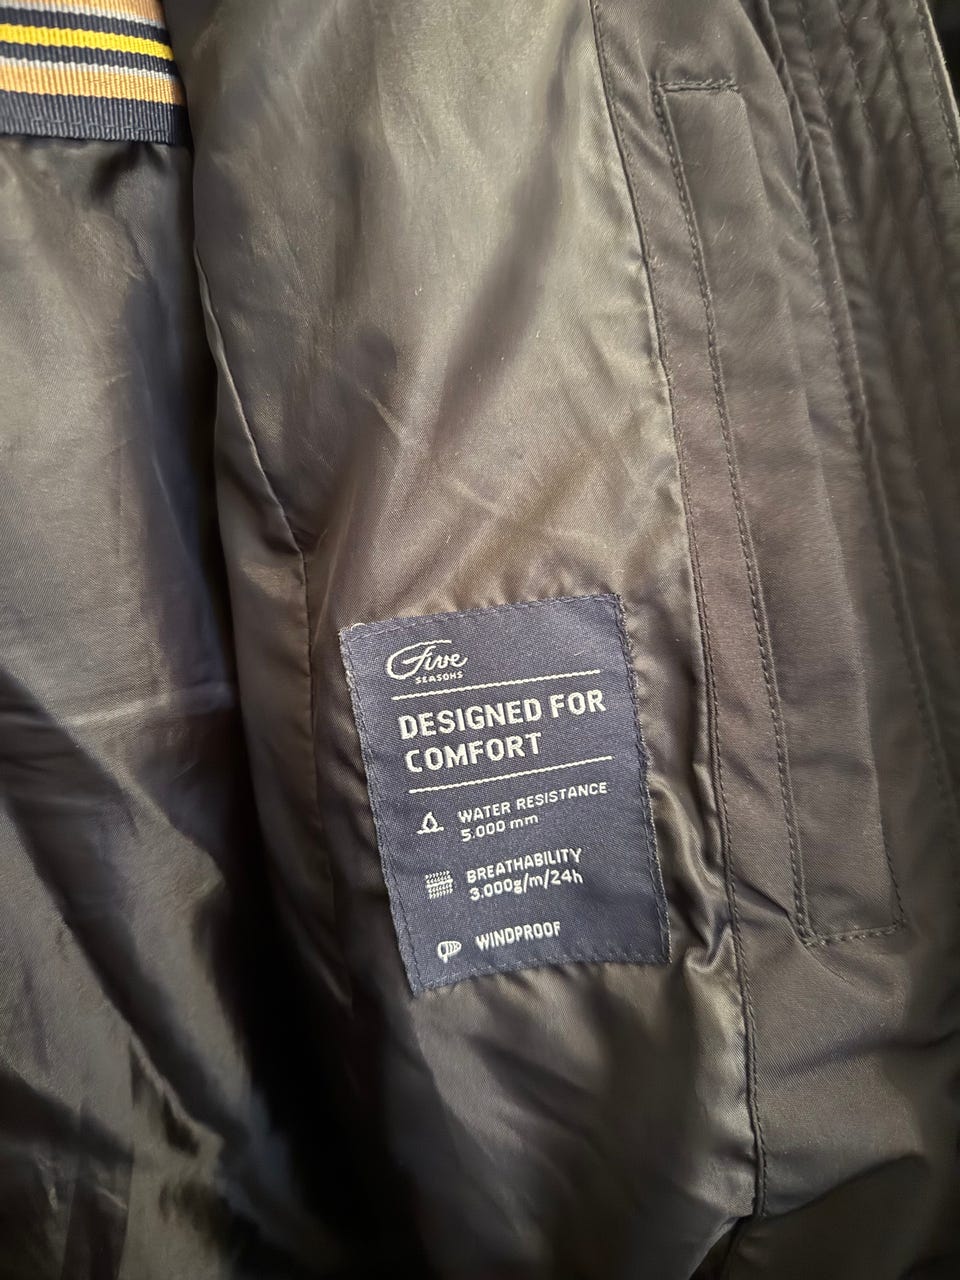 Five
SEASONS
DESIGNED FOR
COMFORT
WATER RESISTANCE
5.000 mm
BREATHABILITY
3.000g/m/24h
WINDPROOF